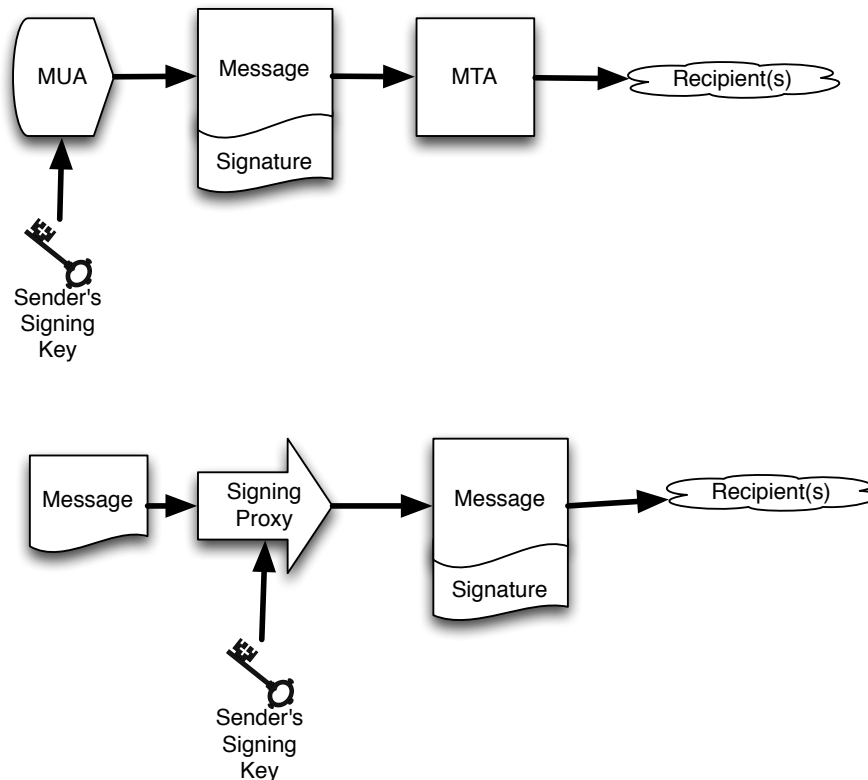 MUA
Message
Signature
MTA
Recipient(s)
Sender's
Signing
Key
Message
Signing
Proxy
Message
Signature
Recipient(s)
Sender's
Signing
Key